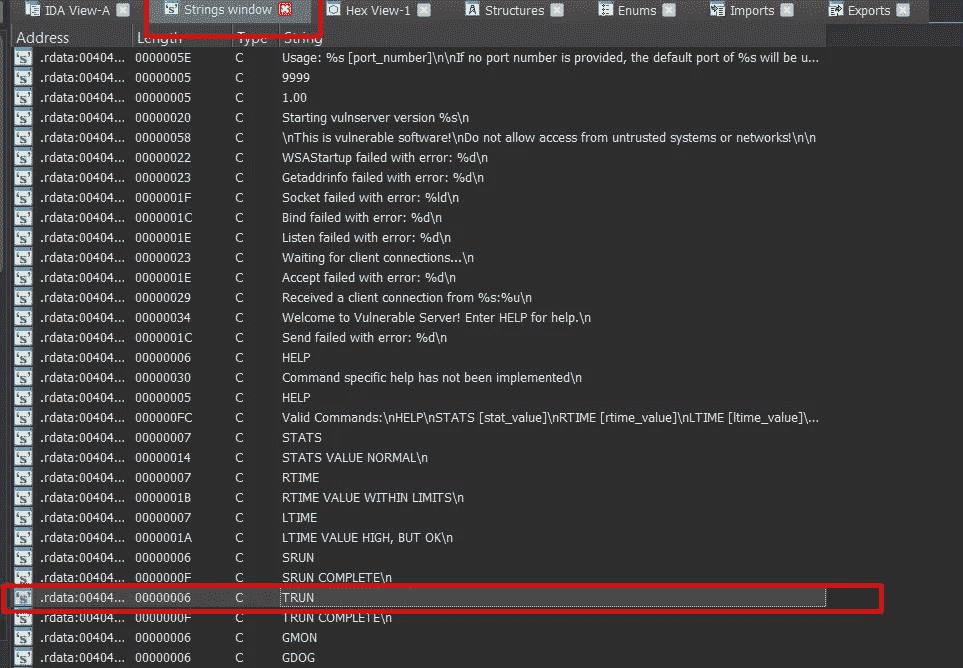 IDA View-A Strings window Hex View-1 Structures Enums Imports Exports
Address Length Type String
.rdata:00404... 0000005E C Usage: %s [port_number]\n\nIf no port number is provided, the default port of %s will be u...
.rdata:00404... 00000005 C 9999
.rdata:00404... 00000005 C 1.00
.rdata:00404... 00000020 C Starting vulnserver version %s\n
.rdata:00404... 00000058 C \nThis is vulnerable software!\nDo not allow access from untrusted systems or networks!\n\n
.rdata:00404... 00000022 C WSAStartup failed with error: %d\n
.rdata:00404... 00000023 C Getaddrinfo failed with error: %d\n
.rdata:00404... 0000001F C Socket failed with error: %ld\n
.rdata:00404... 0000001C C Bind failed with error: %d\n
.rdata:00404... 0000001E C Listen failed with error: %d\n
.rdata:00404... 00000023 C Waiting for client connections...\n
.rdata:00404... 0000001E C Accept failed with error: %d\n
.rdata:00404... 00000029 C Received a client connection from %s:%u\n
.rdata:00404... 00000034 C Welcome to Vulnerable Server! Enter HELP for help.\n
.rdata:00404... 0000001C C Send failed with error: %d\n
.rdata:00404... 00000006 C HELP
.rdata:00404... 00000030 C Command specific help has not been implemented\n
.rdata:00404... 00000005 C HELP
.rdata:00404... 000000FC C Valid Commands:\nHELP\nSTATS [stat_value]\nRTIME [rtime_value]\nLTIME [ltime_value]\...
.rdata:00404... 00000007 C STATS
.rdata:00404... 00000014 C STATS VALUE NORMAL\n
.rdata:00404... 00000007 C RTIME
.rdata:00404... 0000001B C RTIME VALUE WITHIN LIMITS\n
.rdata:00404... 00000007 C LTIME
.rdata:00404... 0000001A C LTIME VALUE HIGH, BUT OK\n
.rdata:00404... 00000006 C SRUN
.rdata:00404... 0000000F C SRUN COMPLETE\n
.rdata:00404... 00000006 C TRUN
.rdata:00404... 0000000F C TRUN COMPLETE\n
.rdata:00404... 00000006 C GMON
.rdata:00404... 00000006 C GDOG